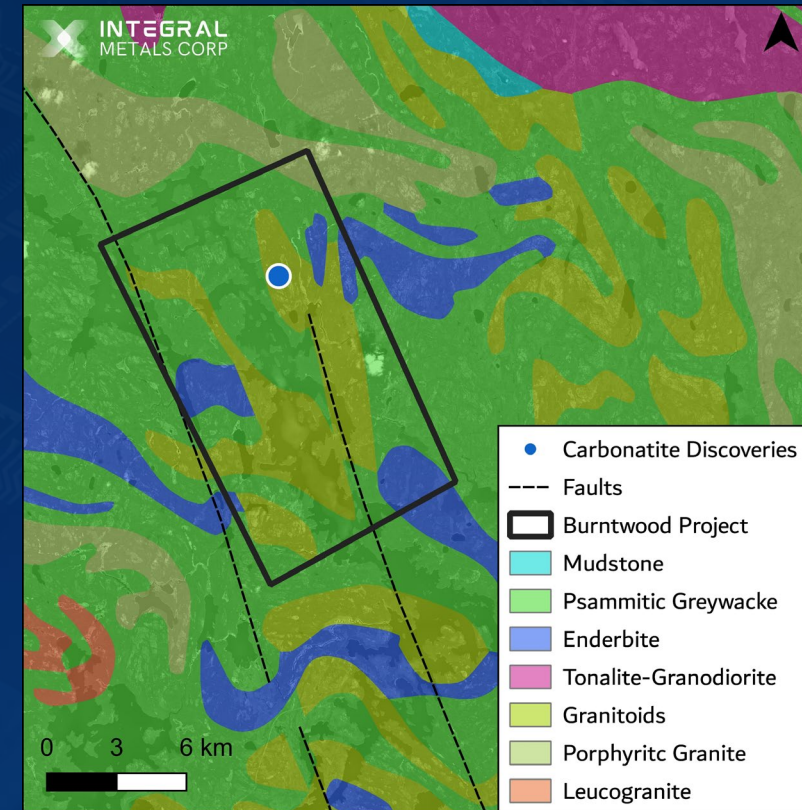 INTEGRAL
METALS CORP
Carbonatite Discoveries
Faults
Burntwood Project
Mudstone
Psammitic Greywacke
Enderbite
Tonalite-Granodiorite
Granitoids
Porphyritc Granite
Leucogranite
0 3 6 km